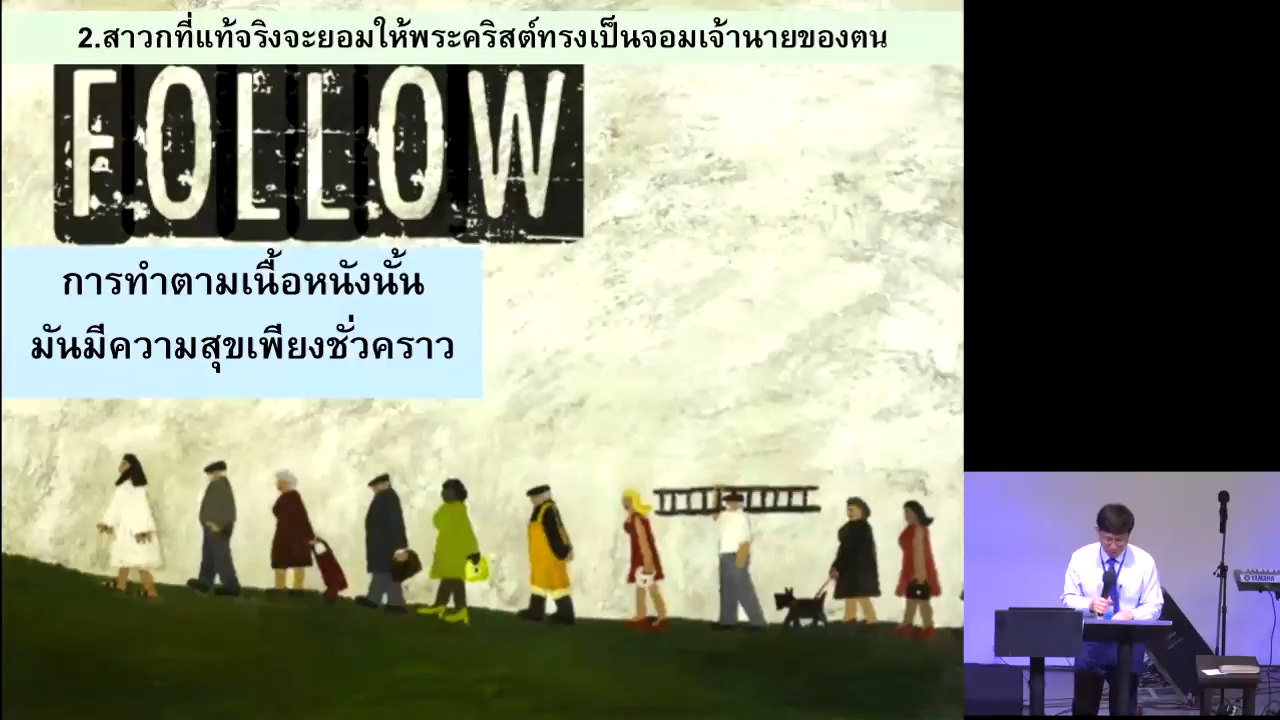 2.สาวกที่แท้จริงจะยอมให้พระคริสต์ทรงเป็นจอมเจ้านายของตน
FOLLOW
การทำตามเนื้อหนังนั้น
มันมีความสุขเพียงชั่วคราว
YAMAHA